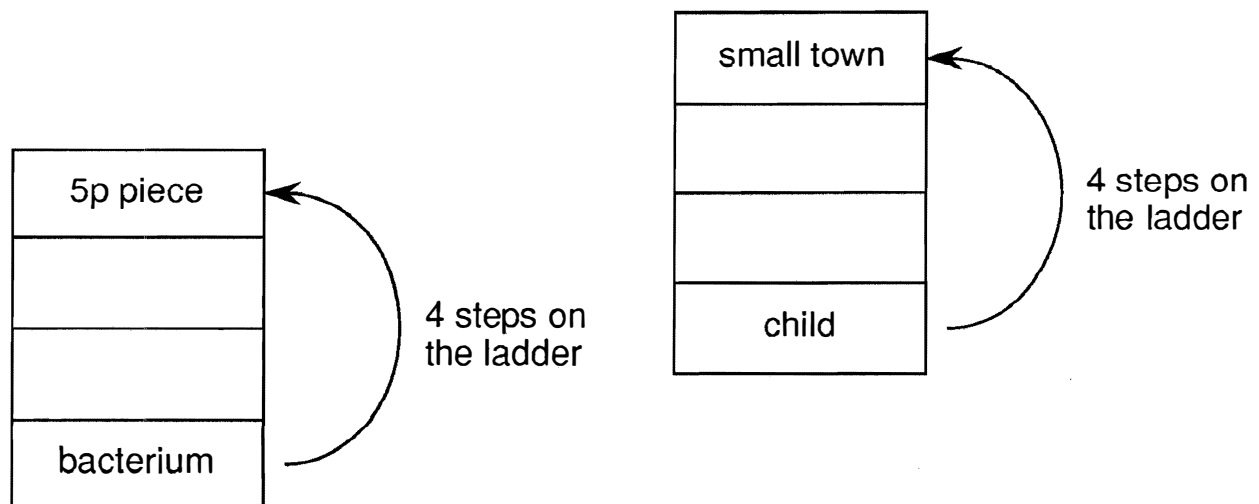 5p piece
bacterium
4 steps on
the ladder
small town
child
4 steps on
the ladder